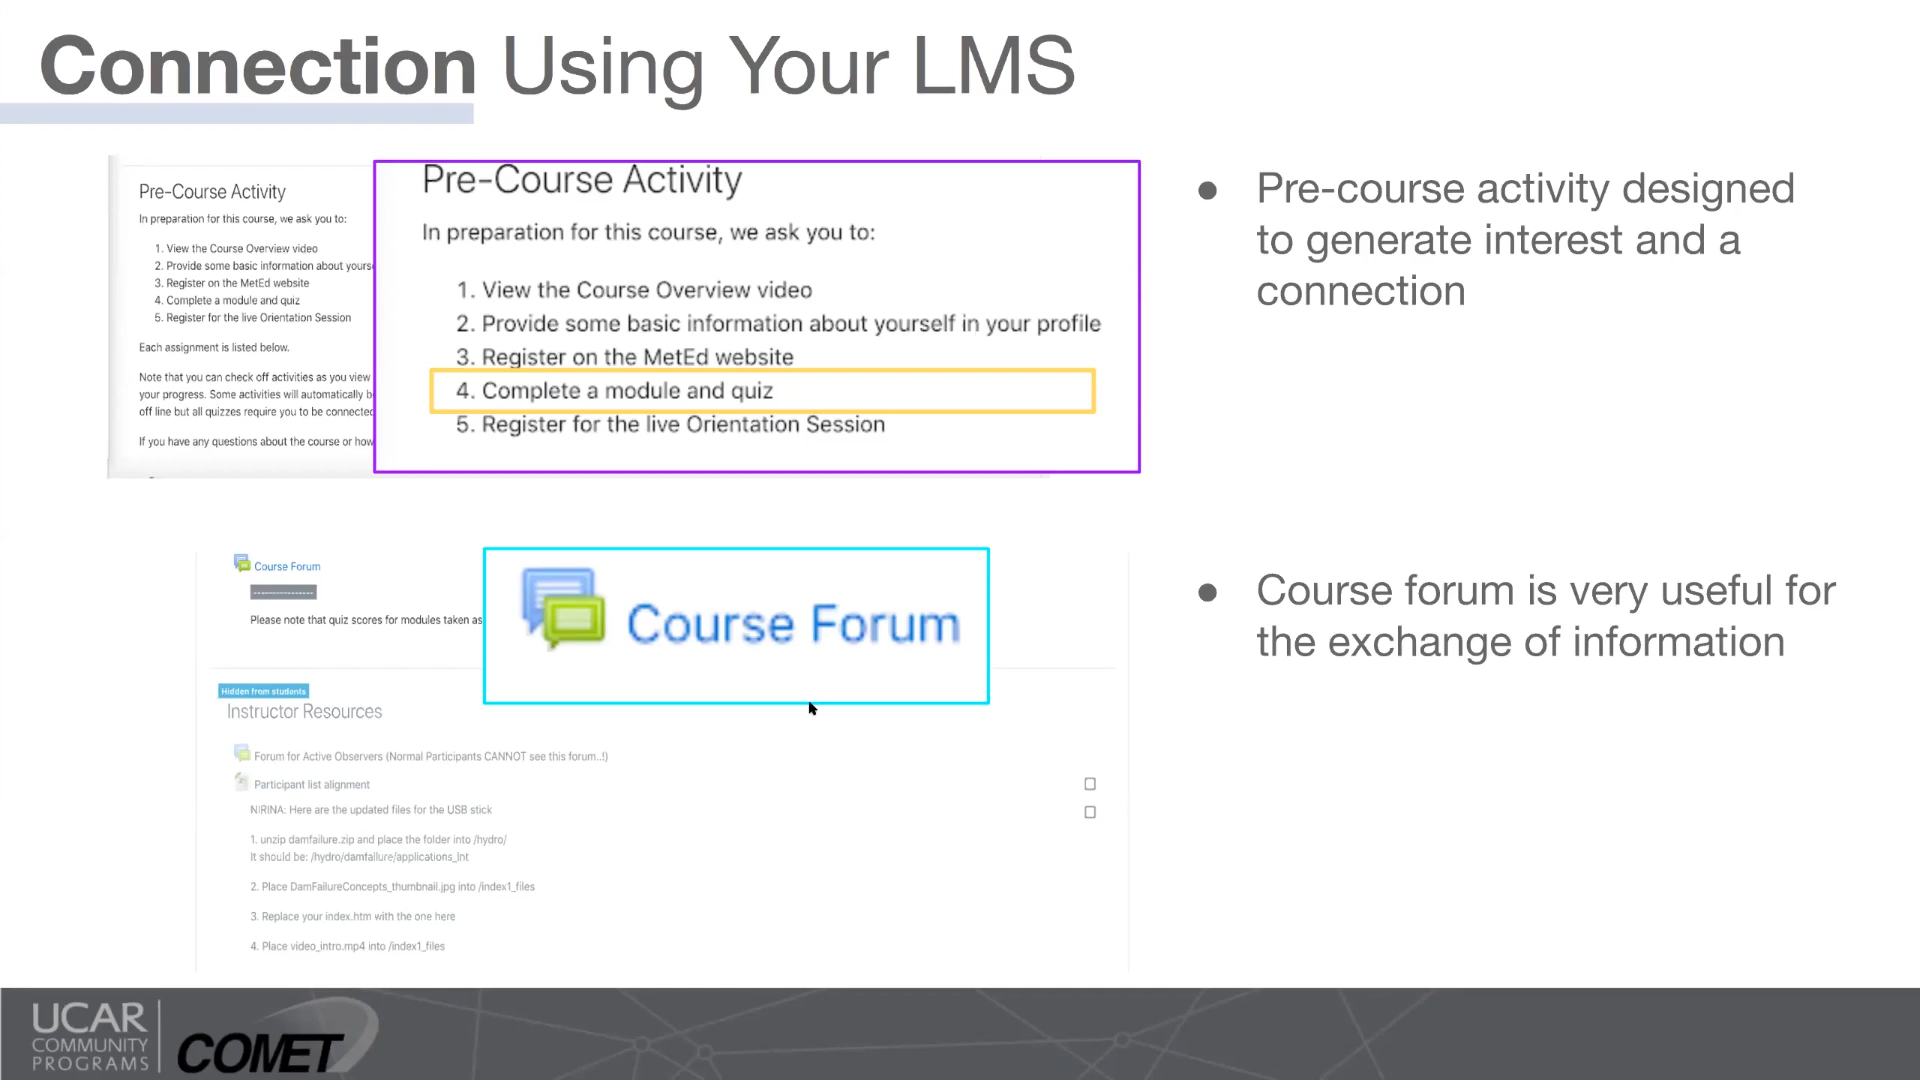 Connection Using Your LMS
Pre-Course Activity
In preparation for this course, we ask you to:
1. View the Course Overview video
2. Provide some basic information about yours
3. Register on the MetEd website
4. Complete a module and quiz
5. Register for the live Orientation Session
Each assignment is listed below.
Note that you can check off activities as you view
your progress. Some activities will automatically b
off line but all quizzes require you to be connected
If you have any questions about the course or how
Pre-Course Activity
In preparation for this course, we ask you to:
1. View the Course Overview video
2. Provide some basic information about yourself in your profile
3. Register on the MetEd website
4. Complete a module and quiz
5. Register for the live Orientation Session
● Pre-course activity designed
to generate interest and a
connection
Course Forum
Please note that quiz scores for modules taken as
Course Forum
● Course forum is very useful for
the exchange of information
Hidden from students
Instructor Resources
Forum for Active Observers (Normal Participants CANNOT see this forum..!)
Participant list alignment
NIRINA: Here are the updated files for the USB stick
1. unzip damfailure.zip and place the folder into /hydro/
It should be: /hydro/damfailure/applications_int
2. Place DamFailureConcepts_thumbnail.jpg into /index1_files
3. Replace your index.htm with the one here
4. Place video_intro.mp4 into /index1_files
UCAR
COMMUNITY
PROGRAMS
COMET